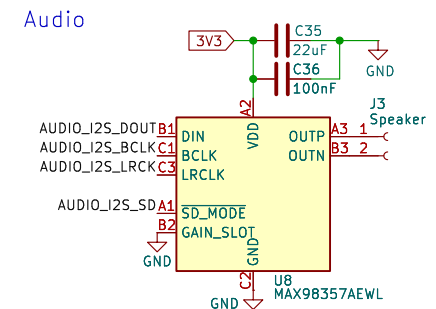 Audio
3V3
C35
22uF
C36
100nF
GND
J3
Speaker
A2
AUDIO_I2S_DOUT B1 DIN VDD OUTP A3 1
AUDIO_I2S_BCLK C1 BCLK OUTN B3 2
AUDIO_I2S_LRCK C3 LRCLK
AUDIO_I2S_SD A1 SD_MODE
B2 GAIN_SLOT
GND
GND
C2
U8
MAX98357AEWL
GND